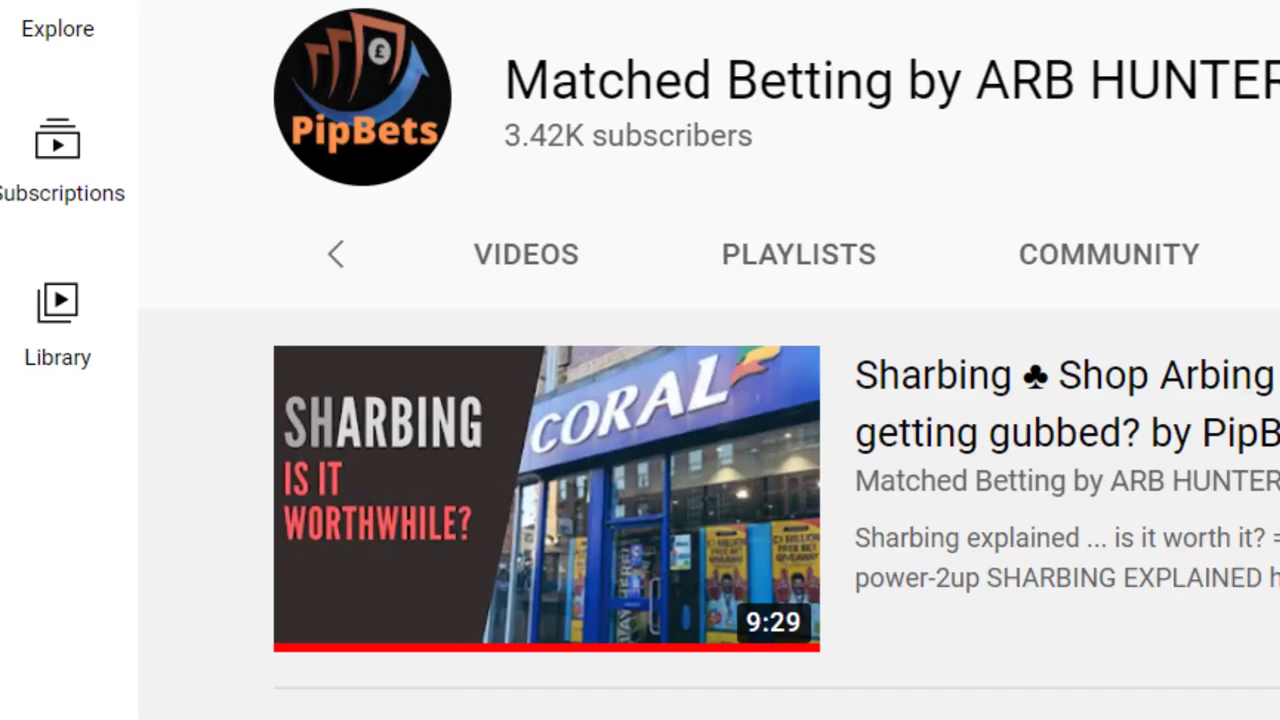 Explore
Subscriptions
Library
£
PipBets
Matched Betting by ARB HUNTER
3.42K subscribers
VIDEOS
PLAYLISTS
COMMUNITY
SHARBING
IS IT
WORTHWHILE?
CORAL
9:29
Sharbing ♣ Shop Arbing
getting gubbed? by PipB
Matched Betting by ARB HUNTER
Sharbing explained ... is it worth it? =
power-2up SHARBING EXPLAINED h